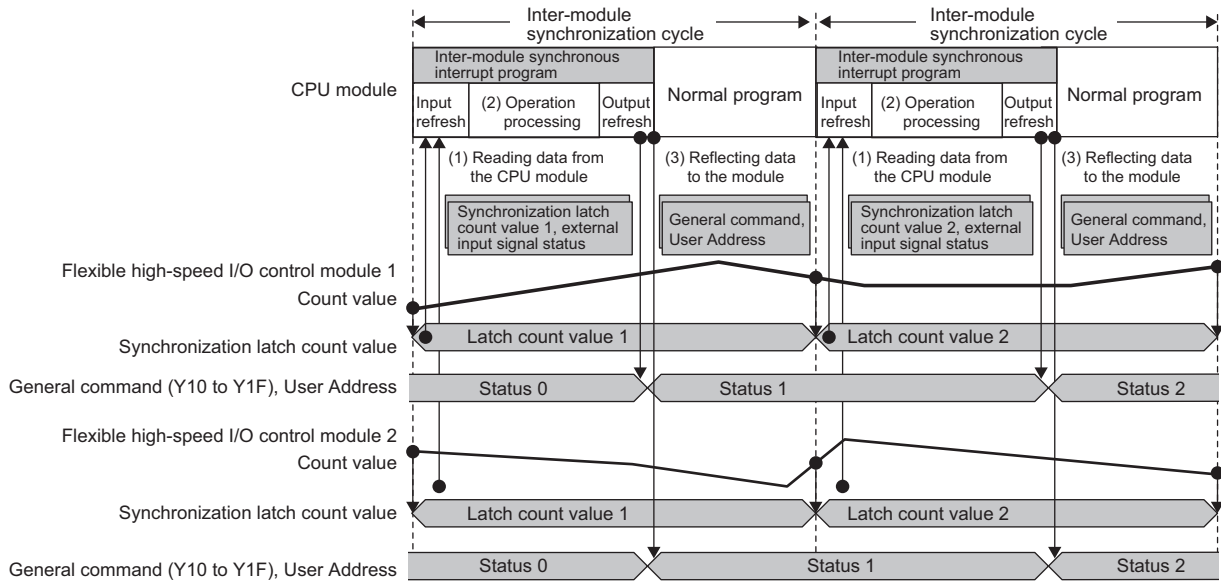 Inter-module
synchronization cycle
Inter-module
synchronization cycle
CPU module
Inter-module synchronous
interrupt program
Input
refresh
(2) Operation
processing
Output
refresh
Normal program
Inter-module synchronous
interrupt program
Input
refresh
(2) Operation
processing
Output
refresh
Normal program
(1) Reading data from
the CPU module
(3) Reflecting data
to the module
(1) Reading data from
the CPU module
(3) Reflecting data
to the module
Synchronization latch
count value 1, external
input signal status
General command,
User Address
Synchronization latch
count value 2, external
input signal status
General command,
User Address
Flexible high-speed I/O control module 1
Count value
Synchronization latch count value
Latch count value 1
Latch count value 2
General command (Y10 to Y1F), User Address
Status 0
Status 1
Status 2
Flexible high-speed I/O control module 2
Count value
Synchronization latch count value
Latch count value 1
Latch count value 2
General command (Y10 to Y1F), User Address
Status 0
Status 1
Status 2